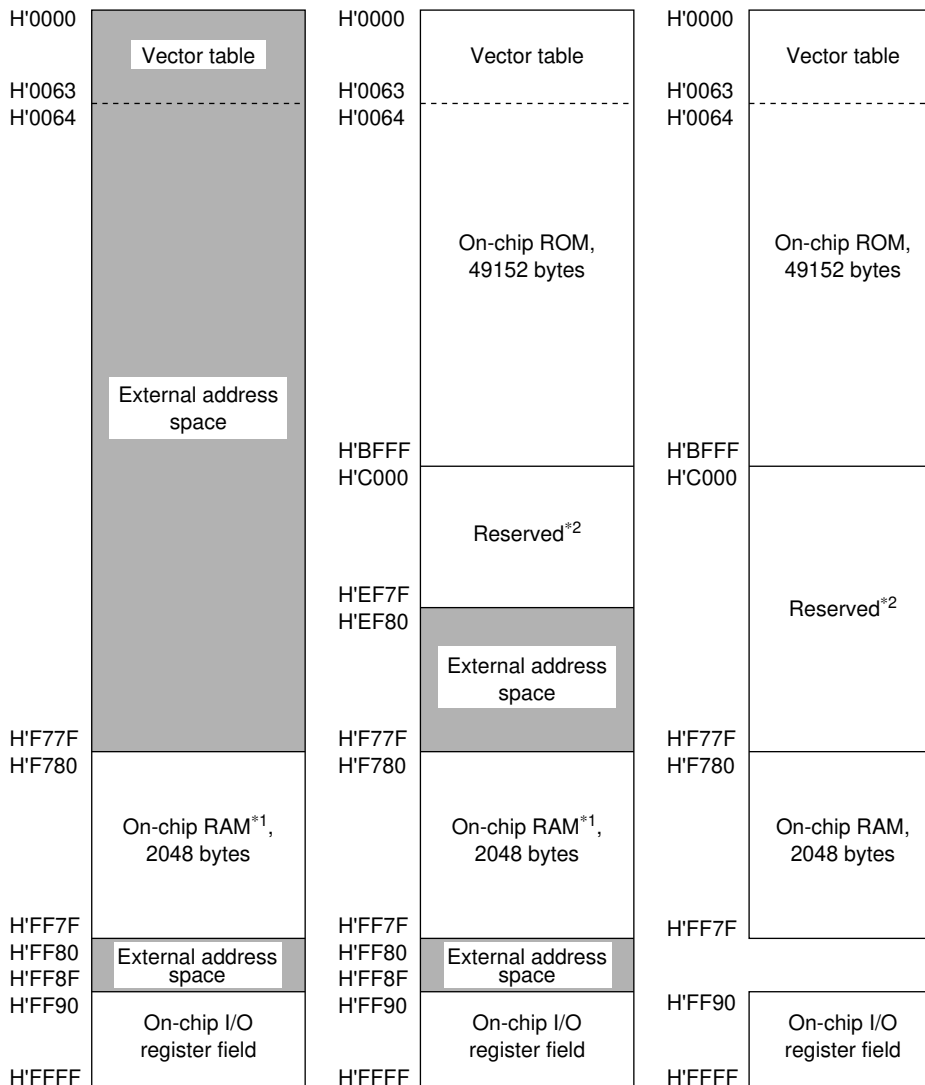 H'0000
Vector table
H'0063
H'0064
External address
space
H'F77F
H'F780
On-chip RAM*1,
2048 bytes
H'FF7F
H'FF80
External address
space
H'FF8F
H'FF90
On-chip I/O
register field
H'FFFF
H'0000
Vector table
H'0063
H'0064
On-chip ROM,
49152 bytes
H'BFFF
H'C000
Reserved*2
H'EF7F
H'EF80
External address
space
H'F77F
H'F780
On-chip RAM*1,
2048 bytes
H'FF7F
H'FF80
External address
space
H'FF8F
H'FF90
On-chip I/O
register field
H'FFFF
H'0000
Vector table
H'0063
H'0064
On-chip ROM,
49152 bytes
H'BFFF
H'C000
Reserved*2
H'F77F
H'F780
On-chip RAM,
2048 bytes
H'FF7F
H'FF90
On-chip I/O
register field
H'FFFF